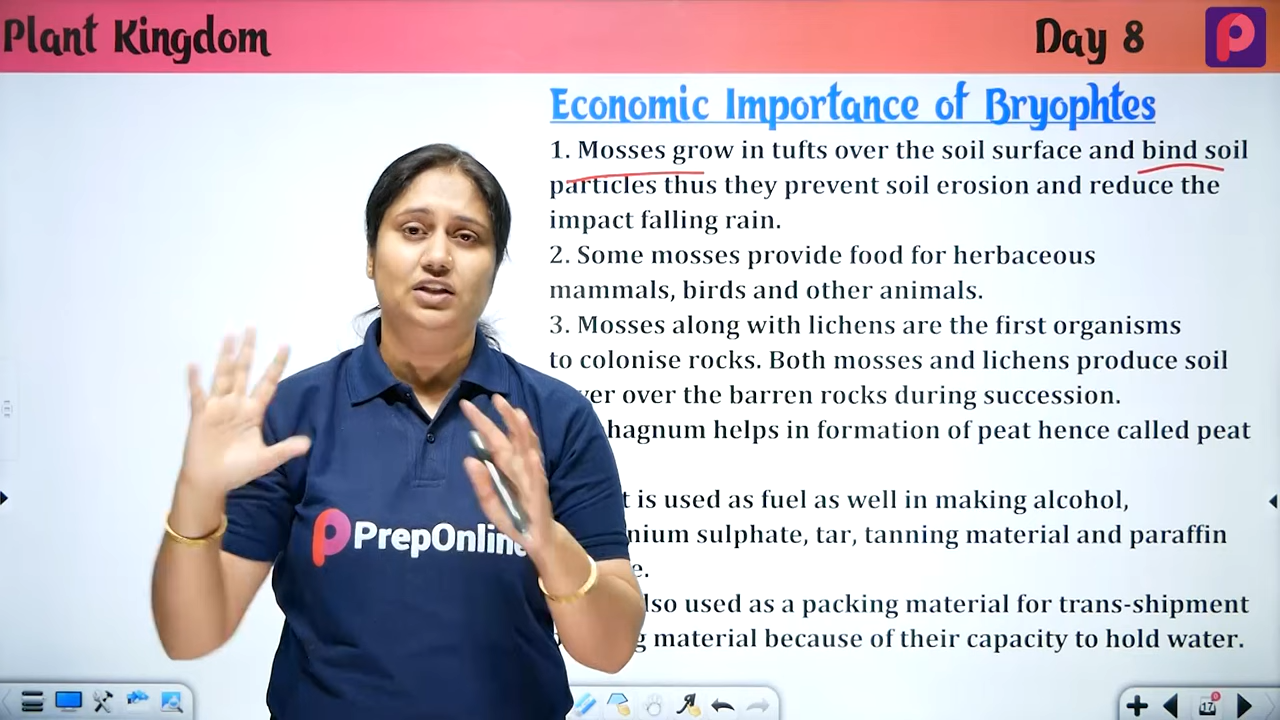 Plant Kingdom
Day 8
Economic Importance of Bryophtes
1. Mosses grow in tufts over the soil surface and bind soil
particles thus they prevent soil erosion and reduce the
impact falling rain.
2. Some mosses provide food for herbaceous
mammals, birds and other animals.
3. Mosses along with lichens are the first organisms
to colonise rocks. Both mosses and lichens produce soil
over the barren rocks during succession.
helps in formation of peat hence called peat
is used as fuel as well in making alcohol,
sulphate, tar, tanning material and paraffin
used as a packing material for trans-shipment
material because of their capacity to hold water.
PrepOnline
17